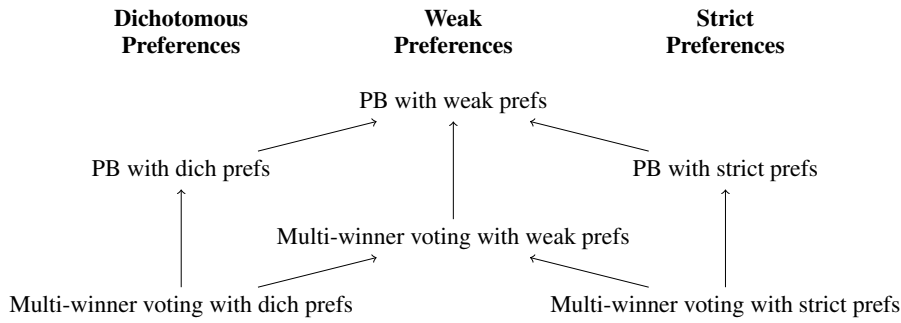 Dichotomous Preferences
Weak Preferences
Strict Preferences
PB with weak prefs
PB with dich prefs
PB with strict prefs
Multi-winner voting with weak prefs
Multi-winner voting with dich prefs
Multi-winner voting with strict prefs